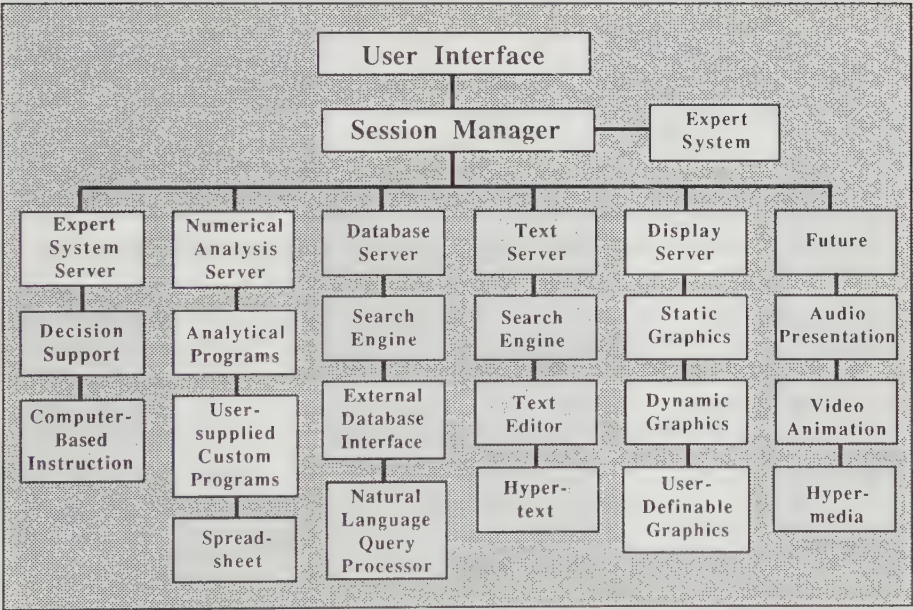 User Interface
Session Manager
Expert
System
Expert
System
Server
Decision
Support
Computer-
Based
Instruction
Numerical
Analysis
Server
Analytical
Programs
User-
supplied
Custom
Programs
Spread-
sheet
Database
Server
Search
Engine
External
Database
Interface
Natural
Language
Query
Processor
Text
Server
Search
Engine
Text
Editor
Hyper-
text
Display
Server
Static
Graphics
Dynamic
Graphics
User-
Definable
Graphics
Future
Audio
Presentation
Video
Animation
Hyper-
media